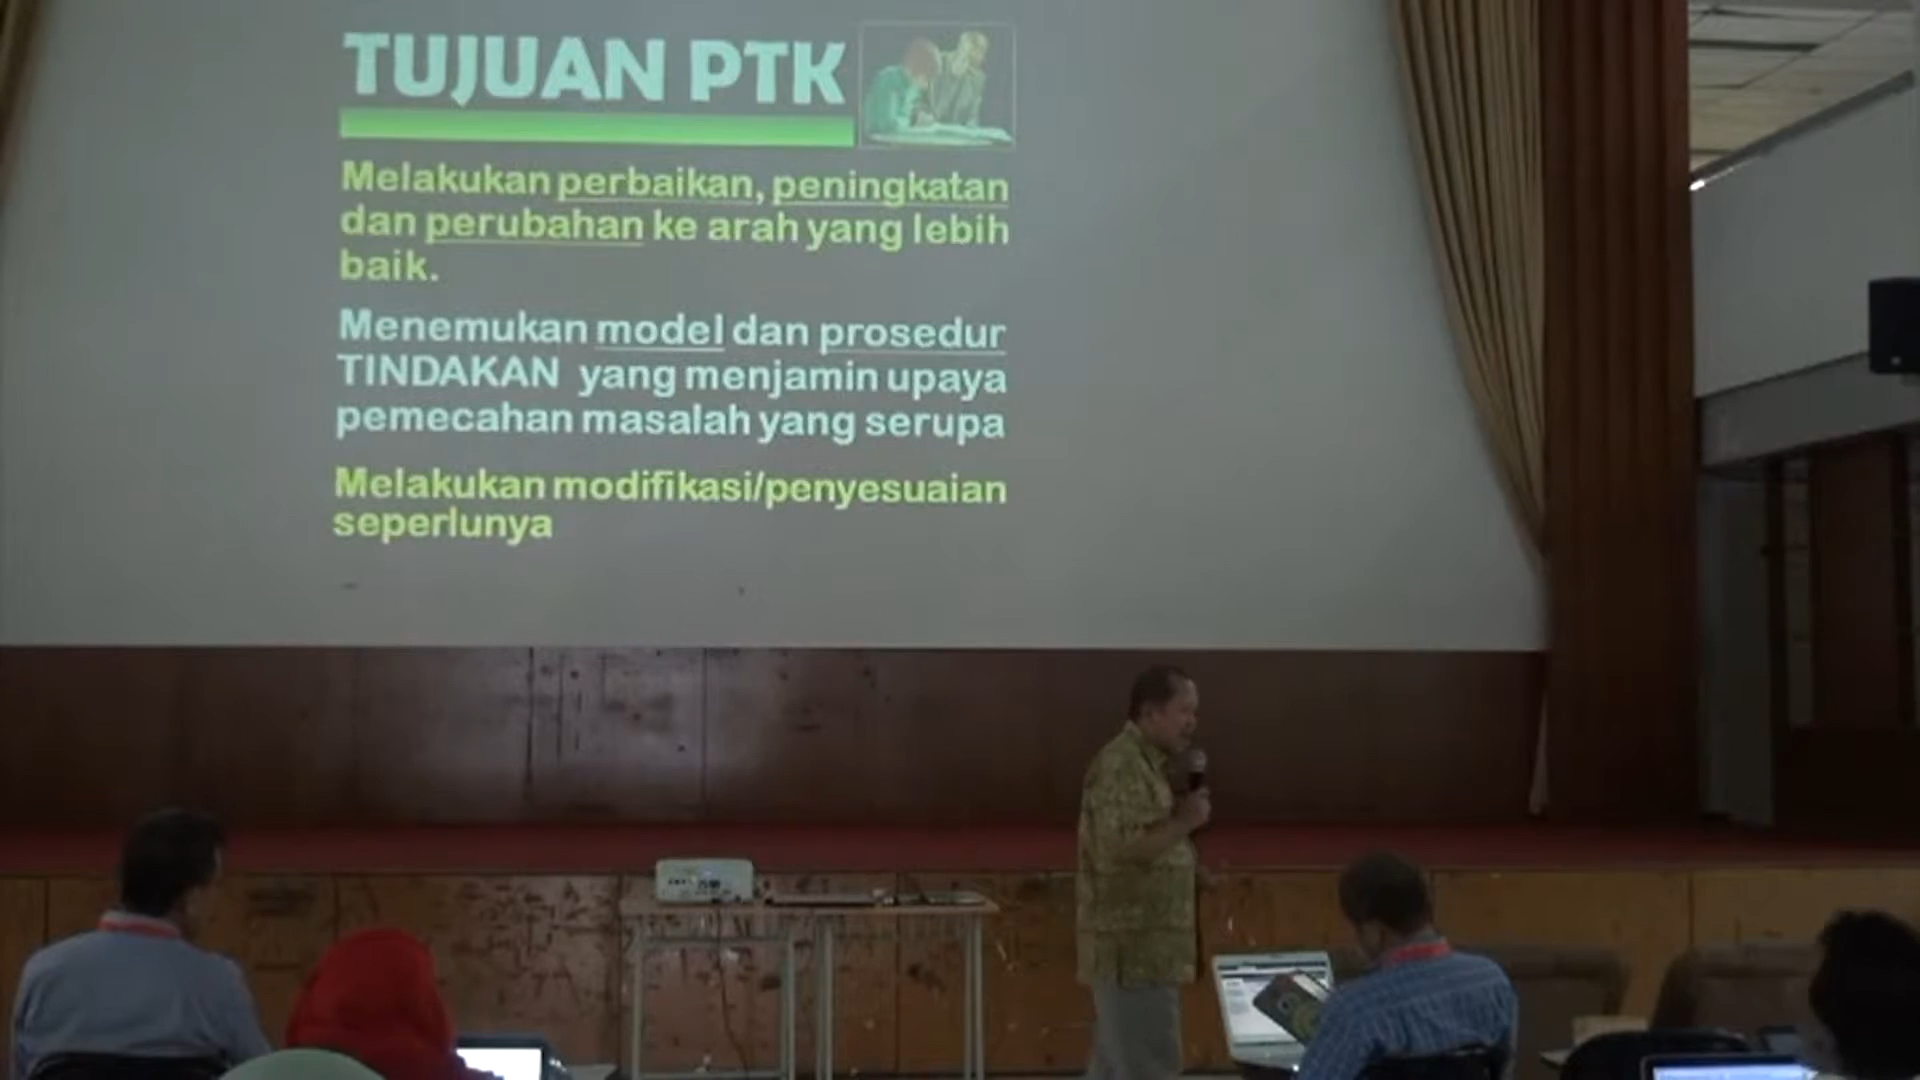 TUJUAN PTK
Melakukan perbaikan, peningkatan
dan perubahan ke arah yang lebih
baik.
Menemukan model dan prosedur
TINDAKAN yang menjamin upaya
pemecahan masalah yang serupa
Melakukan modifikasi/penyesuaian
seperlunya